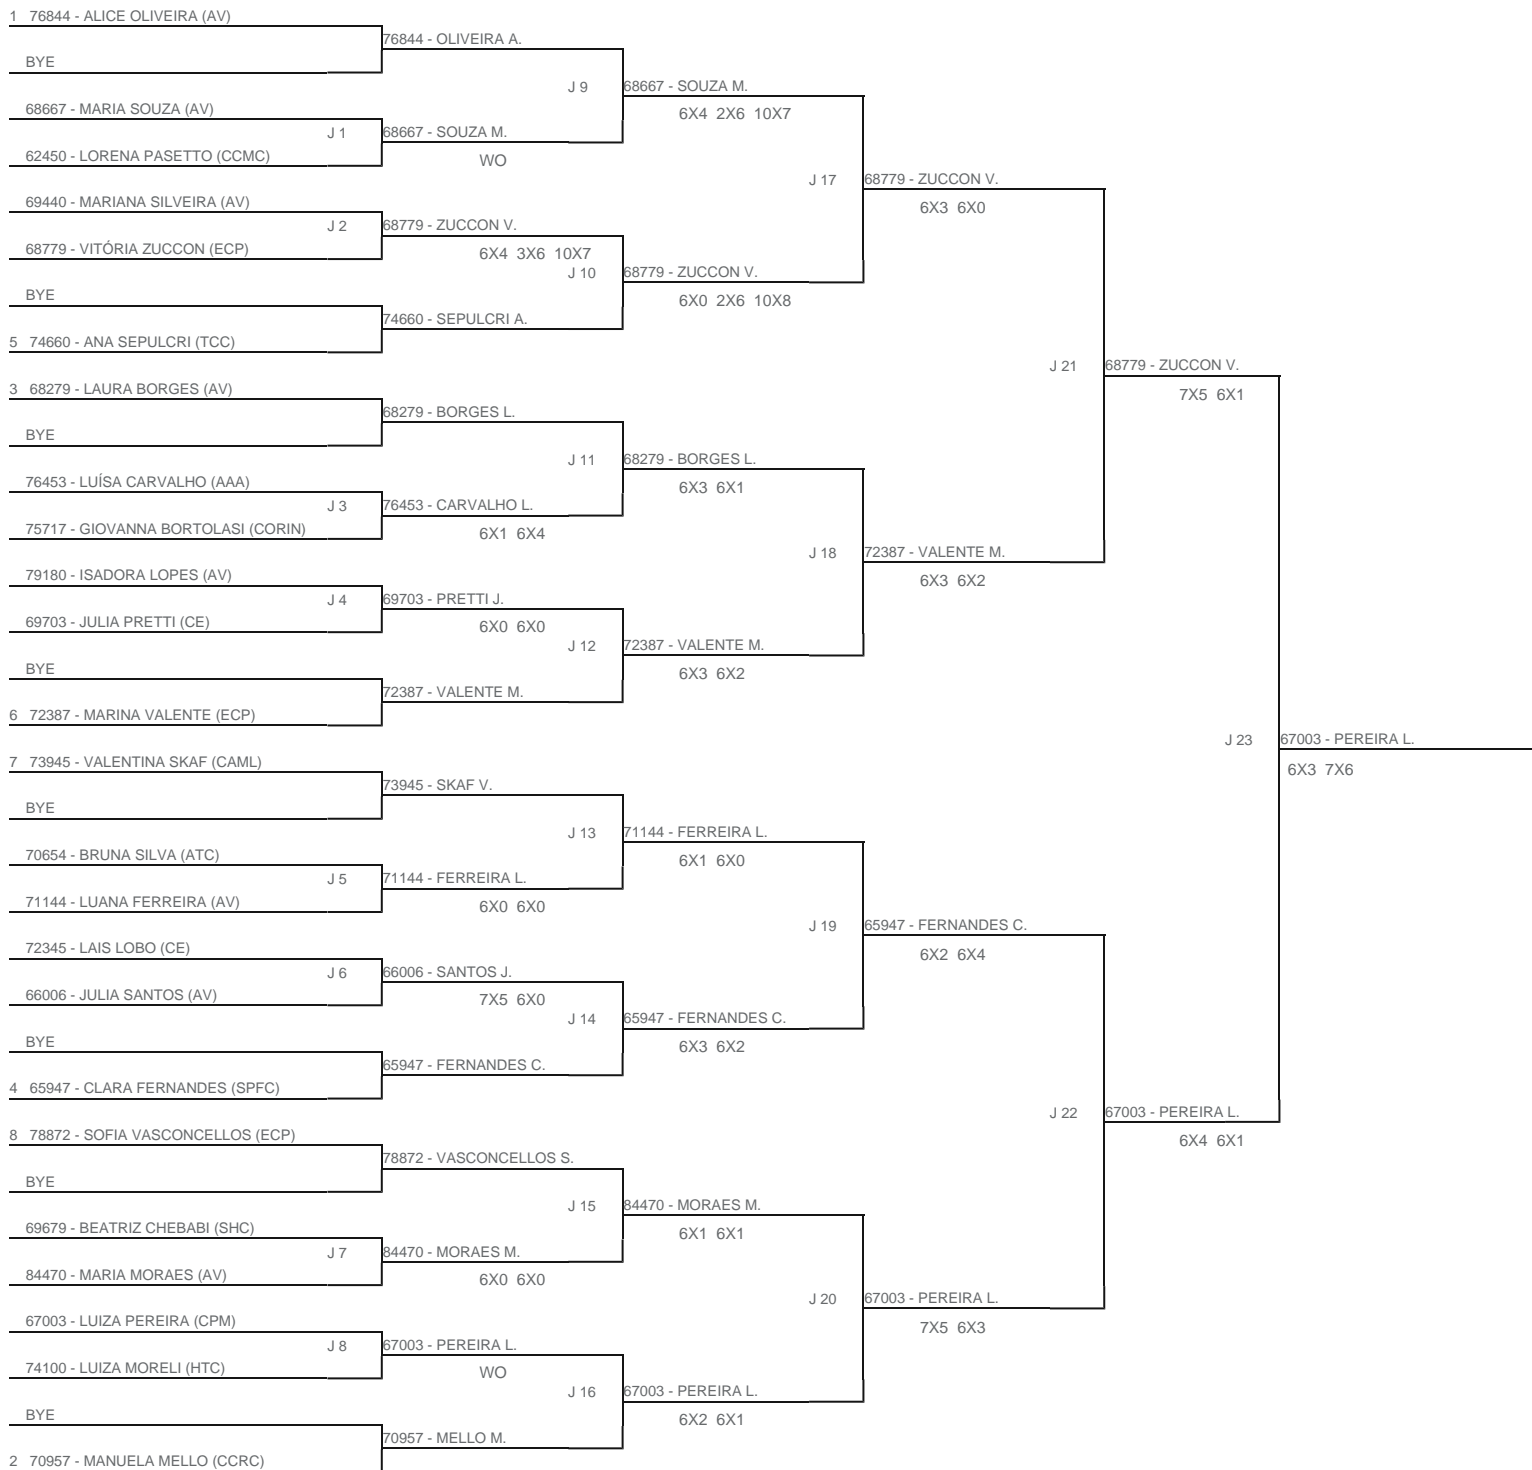 1 76844 - ALICE OLIVEIRA (AV)
76844 - OLIVEIRA A.
BYE
J 9
68667 - SOUZA M.
6X4 2X6 10X7
68667 - MARIA SOUZA (AV)
J 1
68667 - SOUZA M.
WO
62450 - LORENA PASETTO (CCMC)
J 17
68779 - ZUCCON V.
6X3 6X0
69440 - MARIANA SILVEIRA (AV)
J 2
68779 - ZUCCON V.
6X4 3X6 10X7
68779 - VITÓRIA ZUCCON (ECP)
J 10
68779 - ZUCCON V.
6X0 2X6 10X8
BYE
74660 - SEPULCRI A.
5 74660 - ANA SEPULCRI (TCC)
J 21
68779 - ZUCCON V.
7X5 6X1
3 68279 - LAURA BORGES (AV)
68279 - BORGES L.
BYE
J 11
68279 - BORGES L.
6X3 6X1
76453 - LUÍSA CARVALHO (AAA)
J 3
76453 - CARVALHO L.
6X1 6X4
75717 - GIOVANNA BORTOLASI (CORIN)
J 18
72387 - VALENTE M.
6X3 6X2
79180 - ISADORA LOPES (AV)
J 4
69703 - PRETTI J.
6X0 6X0
69703 - JULIA PRETTI (CE)
J 12
72387 - VALENTE M.
6X3 6X2
BYE
72387 - VALENTE M.
6 72387 - MARINA VALENTE (ECP)
J 23
67003 - PEREIRA L.
6X3 7X6
7 73945 - VALENTINA SKAF (CAML)
73945 - SKAF V.
BYE
J 13
71144 - FERREIRA L.
6X1 6X0
70654 - BRUNA SILVA (ATC)
J 5
71144 - FERREIRA L.
6X0 6X0
71144 - LUANA FERREIRA (AV)
J 19
65947 - FERNANDES C.
6X2 6X4
72345 - LAIS LOBO (CE)
J 6
66006 - SANTOS J.
7X5 6X0
66006 - JULIA SANTOS (AV)
J 14
65947 - FERNANDES C.
6X3 6X2
BYE
65947 - FERNANDES C.
4 65947 - CLARA FERNANDES (SPFC)
J 22
67003 - PEREIRA L.
6X4 6X1
8 78872 - SOFIA VASCONCELLOS (ECP)
78872 - VASCONCELLOS S.
BYE
J 15
84470 - MORAES M.
6X1 6X1
69679 - BEATRIZ CHEBABI (SHC)
J 7
84470 - MORAES M.
6X0 6X0
84470 - MARIA MORAES (AV)
J 20
67003 - PEREIRA L.
7X5 6X3
67003 - LUIZA PEREIRA (CPM)
J 8
67003 - PEREIRA L.
WO
74100 - LUIZA MORELI (HTC)
J 16
67003 - PEREIRA L.
6X2 6X1
BYE
70957 - MELLO M.
2 70957 - MANUELA MELLO (CCRC)